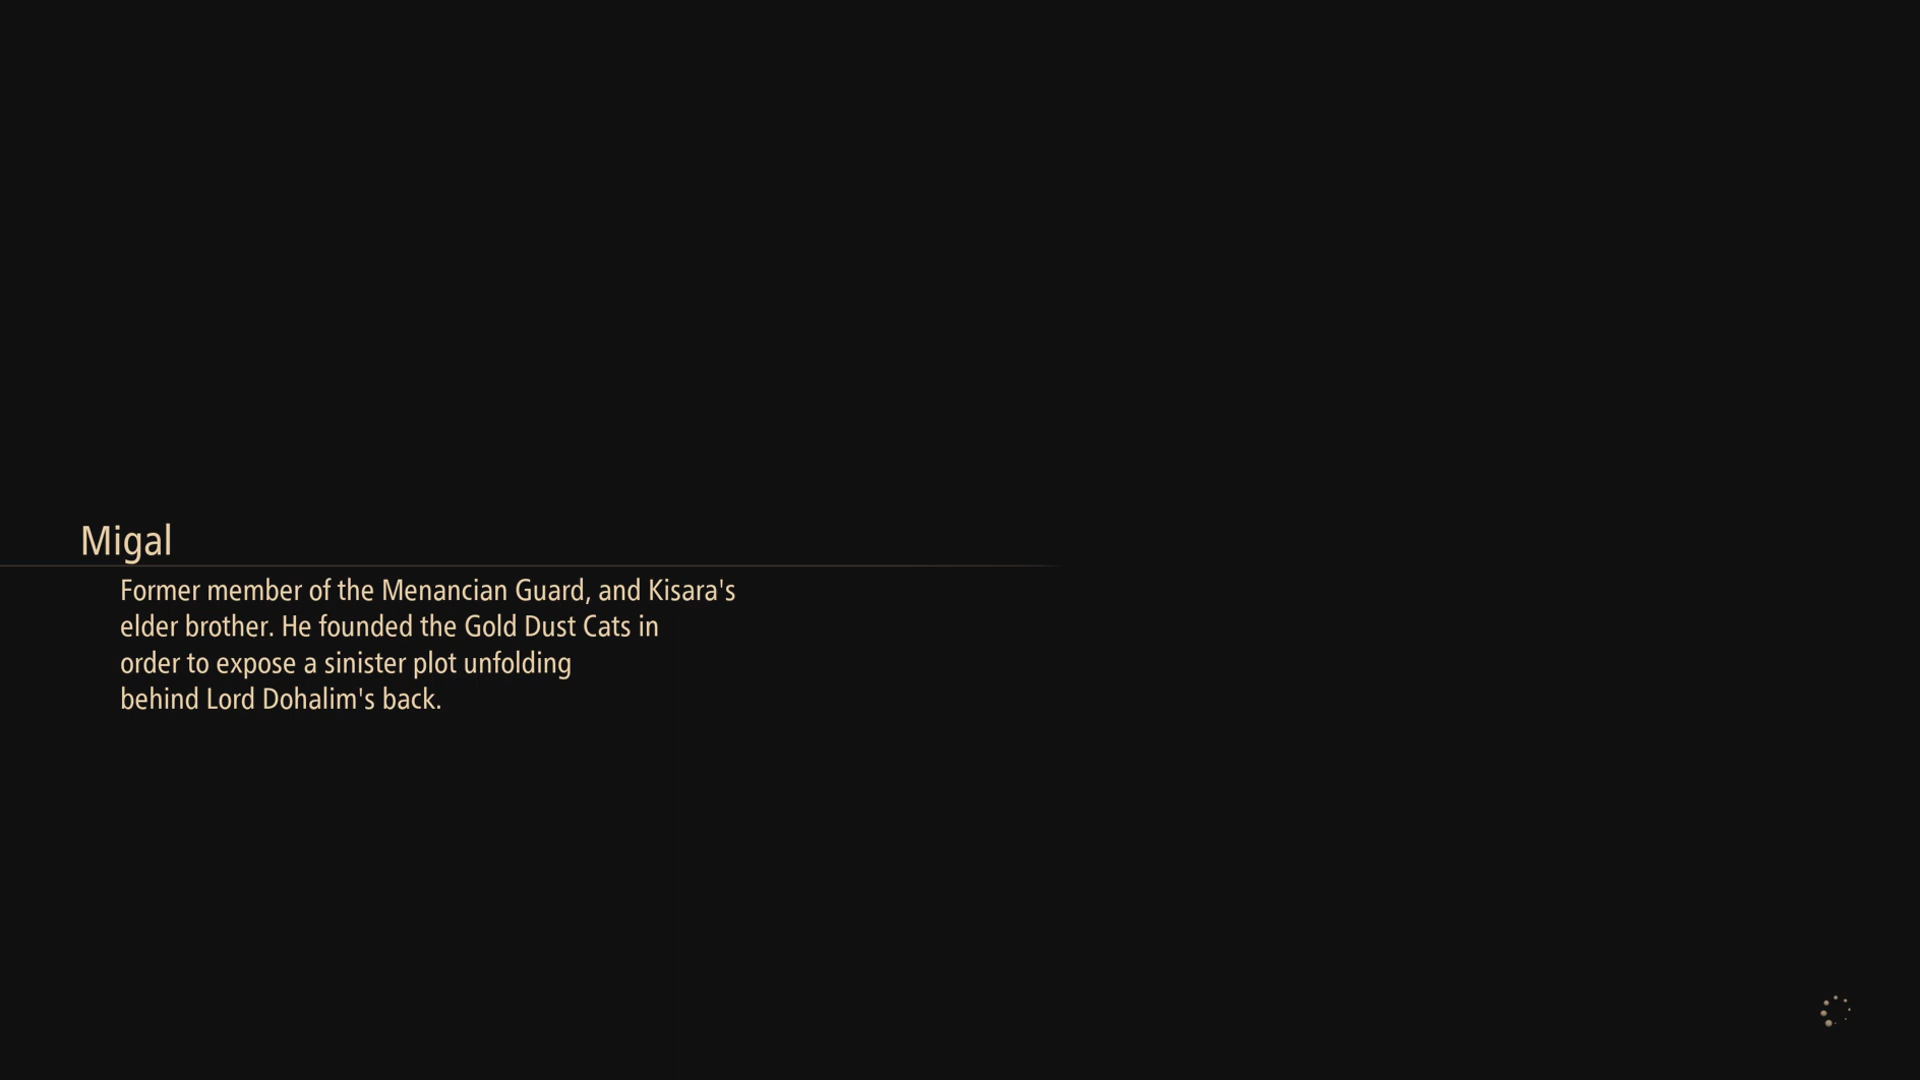 Migal
Former member of the Menancian Guard, and Kisara's
elder brother. He founded the Gold Dust Cats in
order to expose a sinister plot unfolding
behind Lord Dohalim's back.